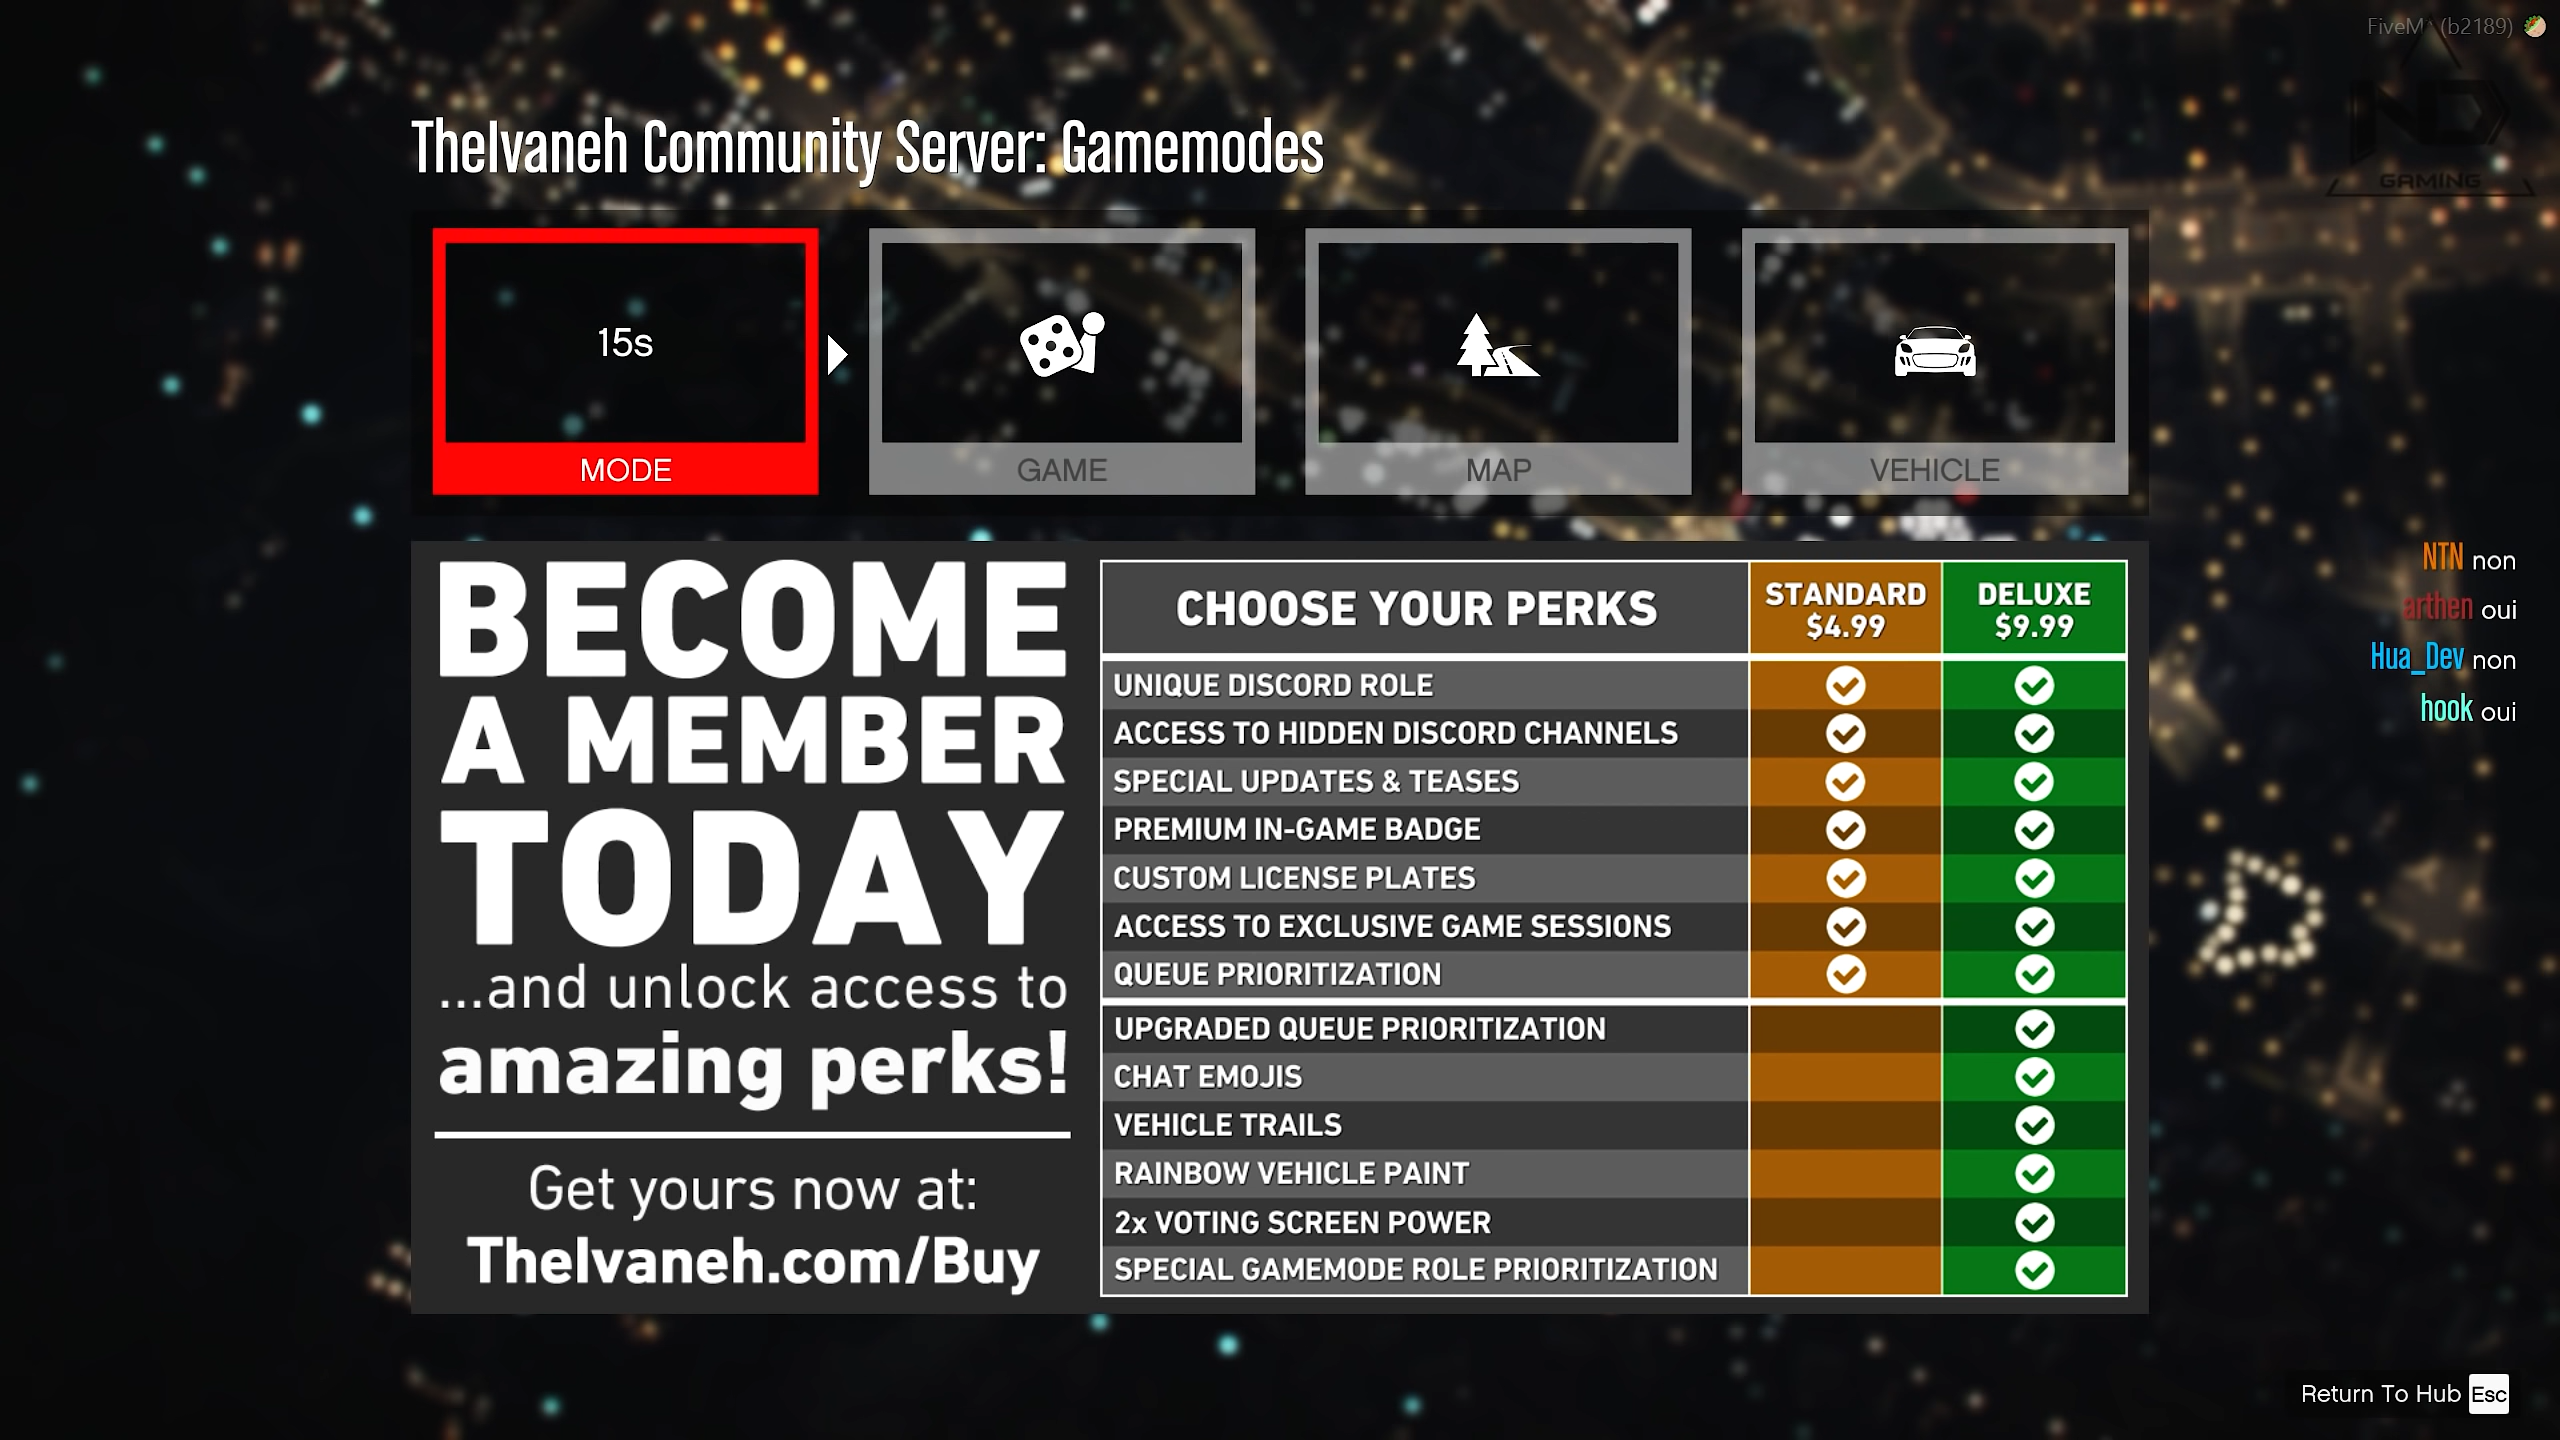 FiveM (b2189)
ND
GAMING
TheIvaneh Community Server: Gamemodes
15s
MODE
GAME
MAP
VEHICLE
BECOME
A MEMBER
TODAY
...and unlock access to
amazing perks!
Get yours now at:
TheIvaneh.com/Buy
CHOOSE YOUR PERKS
STANDARD
$4.99
DELUXE
$9.99
UNIQUE DISCORD ROLE
ACCESS TO HIDDEN DISCORD CHANNELS
SPECIAL UPDATES & TEASES
PREMIUM IN-GAME BADGE
CUSTOM LICENSE PLATES
ACCESS TO EXCLUSIVE GAME SESSIONS
QUEUE PRIORITIZATION
UPGRADED QUEUE PRIORITIZATION
CHAT EMOJIS
VEHICLE TRAILS
RAINBOW VEHICLE PAINT
2x VOTING SCREEN POWER
SPECIAL GAMEMODE ROLE PRIORITIZATION
NTN non
arthen oui
Hua_Dev non
hook oui
Return To Hub Esc